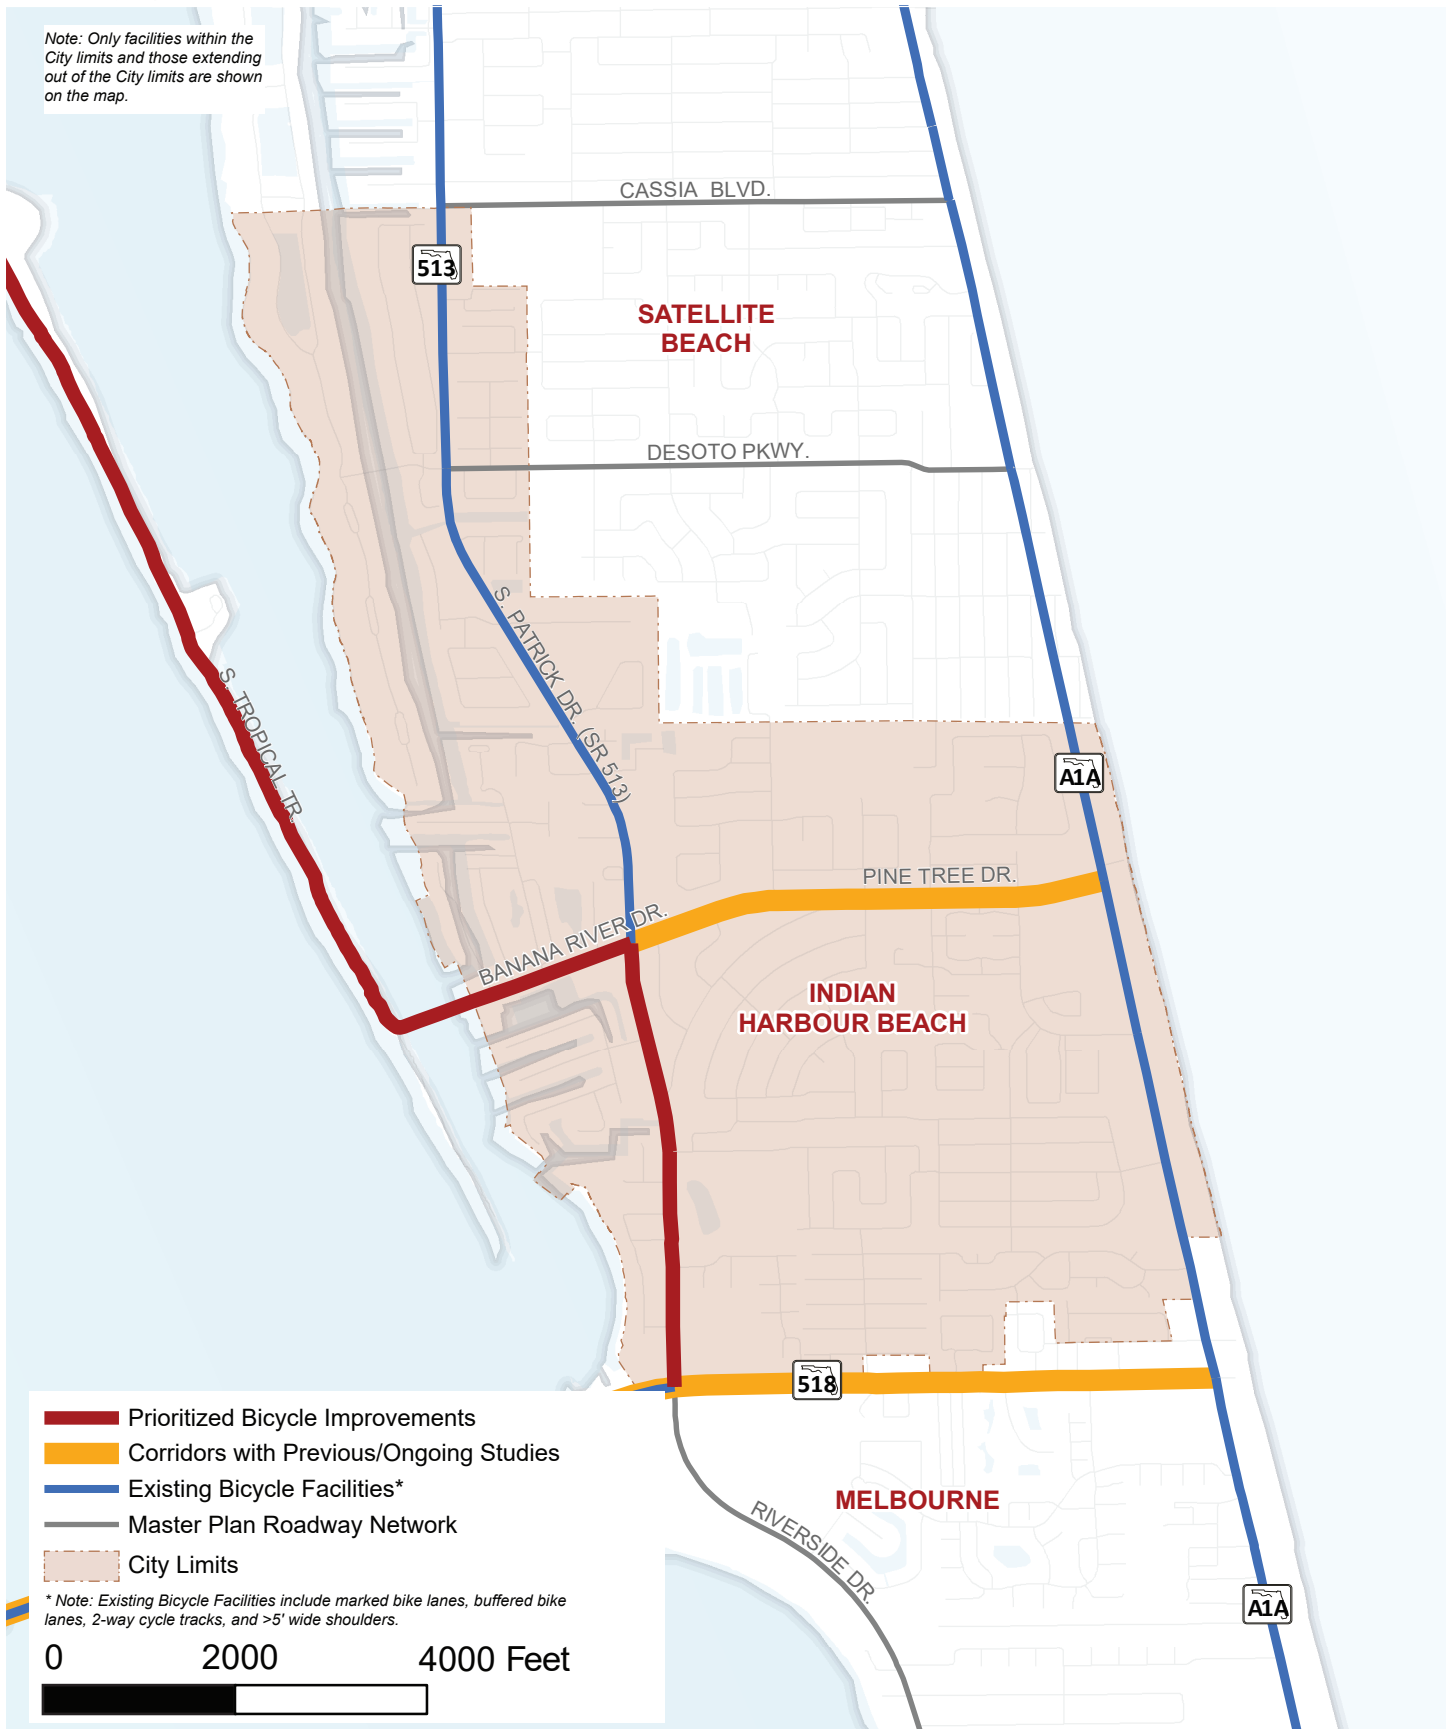 Note: Only facilities within the
City limits and those extending
out of the City limits are shown
on the map.
CASSIA BLVD.
513
SATELLITE
BEACH
DESOTO PKWY.
S. PATRICK DR. (SR 513)
S. TROPICAL TR.
A1A
PINE TREE DR.
BANANA RIVER DR.
INDIAN
HARBOUR BEACH
518
MELBOURNE
RIVERSIDE DR.
A1A
Prioritized Bicycle Improvements
Corridors with Previous/Ongoing Studies
Existing Bicycle Facilities*
Master Plan Roadway Network
City Limits
* Note: Existing Bicycle Facilities include marked bike lanes, buffered bike
lanes, 2-way cycle tracks, and >5' wide shoulders.
0 2000 4000 Feet